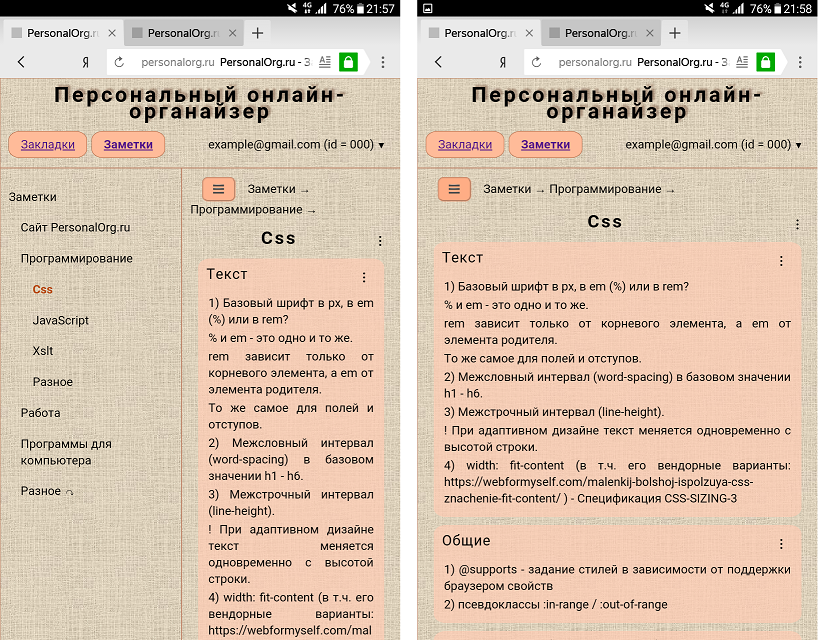 4G 76% 21:57
PersonalOrg.r PersonalOrg.r
Я personalorg.ru PersonalOrg.ru - З
Персональный онлайн-
органайзер
Закладки Заметки example@gmail.com (id = 000) ▾
Заметки
Сайт PersonalOrg.ru
Программирование
Css
JavaScript
Xslt
Разное
Работа
Программы для
компьютера
Разное
Заметки →
Программирование →
Css
Текст
1) Базовый шрифт в px, в em
(%) или в rem?
% и em - это одно и то же.
rem зависит только от
корневого элемента, а em от
элемента родителя.
То же самое для полей и
отступов.
2) Межсловный интервал
(word-spacing) в базовом
значении h1 - h6.
3) Межстрочный интервал
(line-height).
! При адаптивном дизайне
текст меняется
одновременно с высотой
строки.
4) width: fit-content (в т.ч. его
вендорные варианты:
https://webformyself.com/mal
4G 76% 21:58
PersonalOrg.r PersonalOrg.r
Я personalorg.ru PersonalOrg.ru - З
Персональный онлайн-
органайзер
Закладки Заметки example@gmail.com (id = 000) ▾
Заметки → Программирование →
Css
Текст
1) Базовый шрифт в px, в em (%) или в rem?
% и em - это одно и то же.
rem зависит только от корневого элемента, а em от
элемента родителя.
То же самое для полей и отступов.
2) Межсловный интервал (word-spacing) в базовом значении
h1 - h6.
3) Межстрочный интервал (line-height).
! При адаптивном дизайне текст меняется одновременно с
высотой строки.
4) width: fit-content (в т.ч. его вендорные варианты:
https://webformyself.com/malenkij-bolshoj-ispolzuya-css-
znachenie-fit-content/ ) - Спецификация CSS-SIZING-3
Общие
1) @supports - задание стилей в зависимости от поддержки
браузером свойств
2) псевдоклассы :in-range / :out-of-range